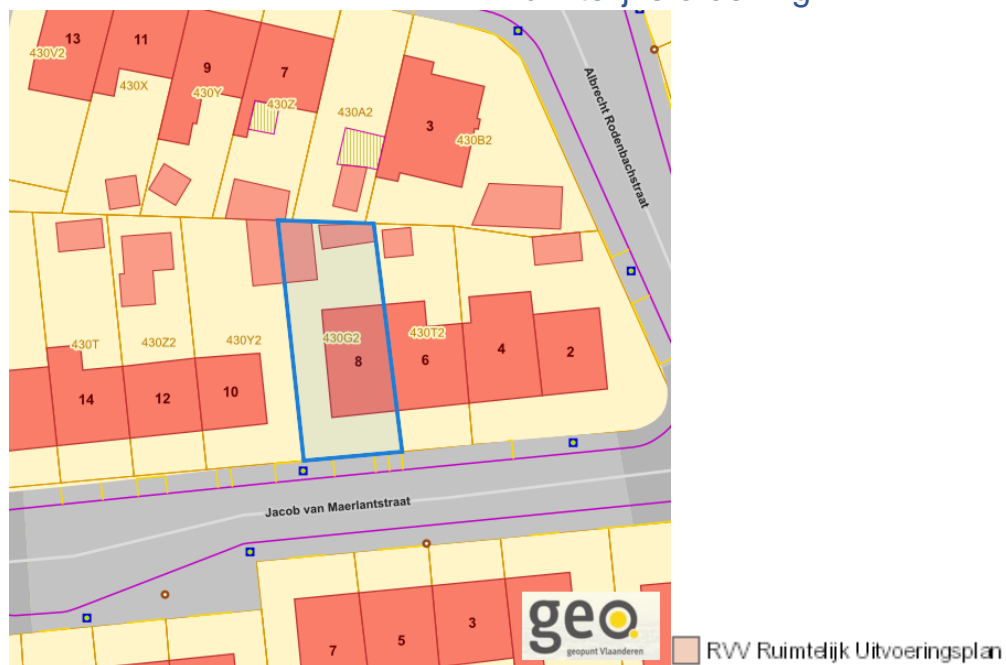 13
11
9
7
430V2
430X
430Y
430Z
430A2
3
430B2
Albrecht Rodenbachstraat
430T
430Z2
430Y2
430G2
430T2
14
12
10
8
6
4
2
Jacob van Maerlantstraat
7
5
3
geo
geopunt Vlaanderen
RVV Ruimtelijk Uitvoeringsplan